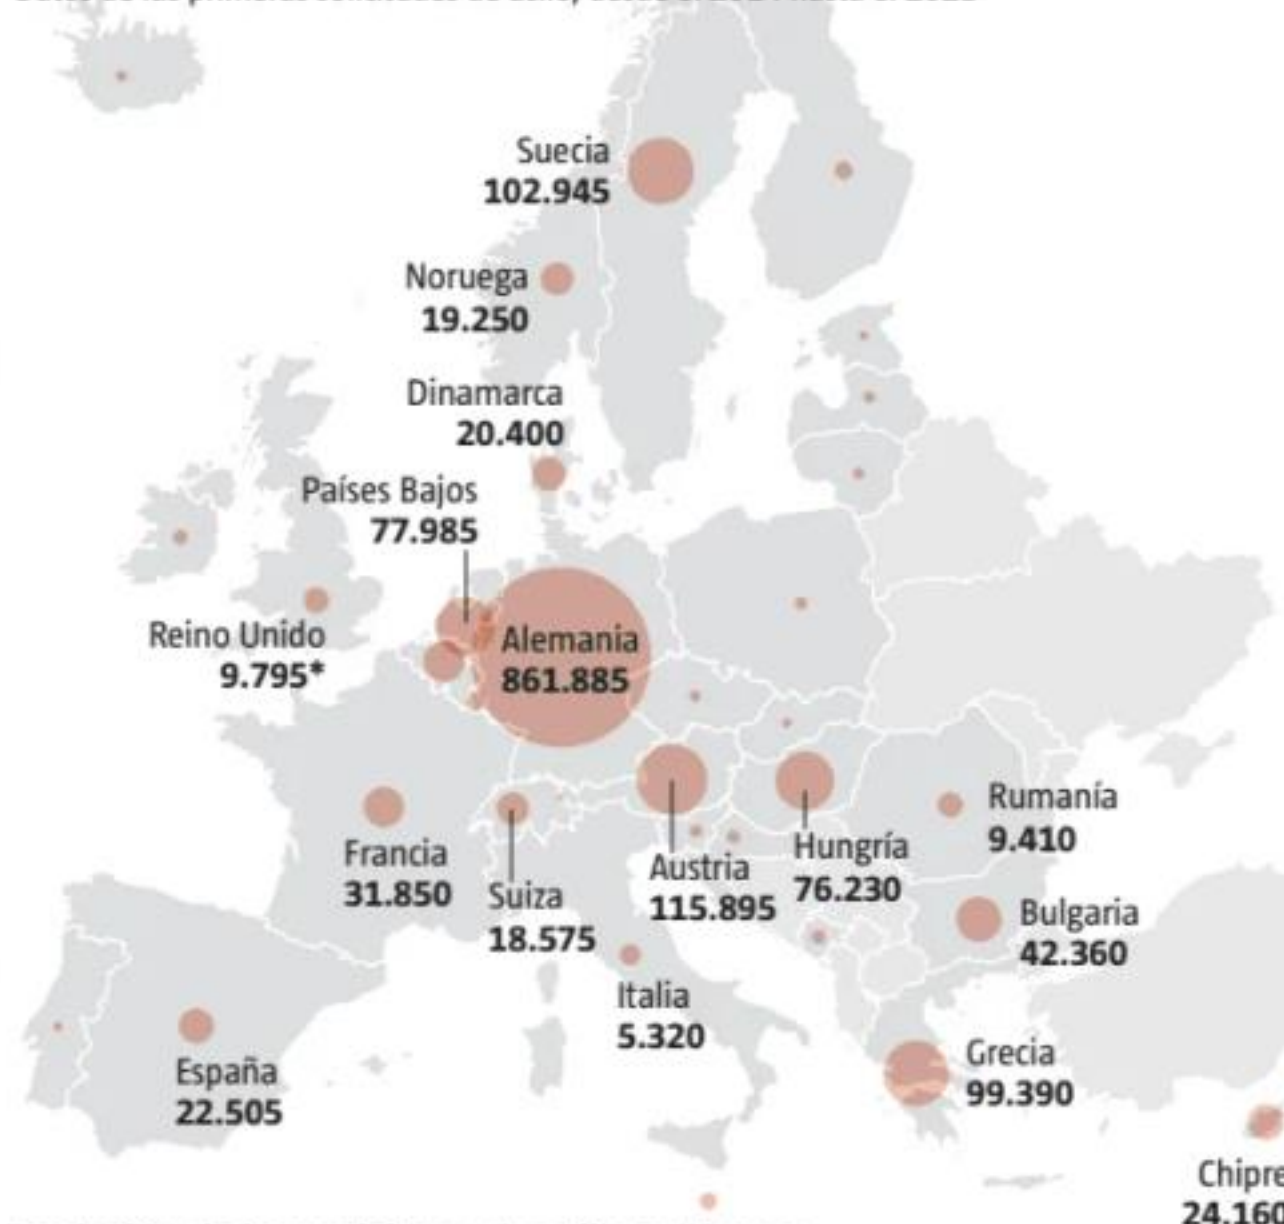 Suecia
102.945
Noruega
19.250
Dinamarca
20.400
Países Bajos
77.985
Reino Unido
9.795*
Alemania
861.885
Francia
31.850
Suiza
18.575
Austria
115.895
Hungría
76.230
Rumanía
9.410
Bulgaria
42.360
Italia
5.320
España
22.505
Grecia
99.390
Chipre
24.160